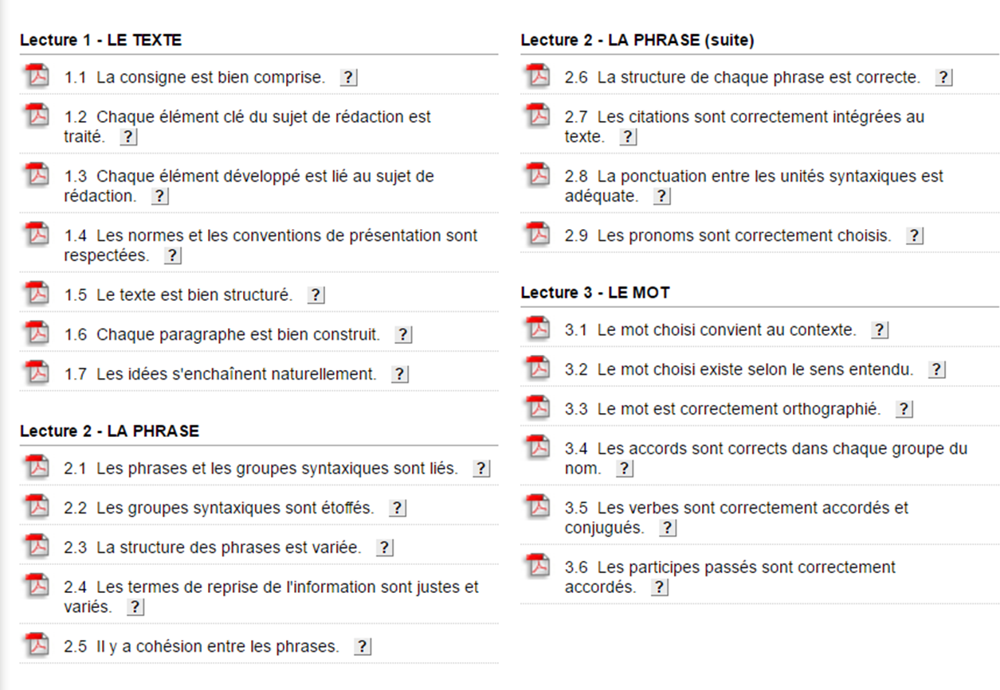 Lecture 1 - LE TEXTE
1.1 La consigne est bien comprise. ?
1.2 Chaque élément clé du sujet de rédaction est
traité. ?
1.3 Chaque élément développé est lié au sujet de
rédaction. ?
1.4 Les normes et les conventions de présentation sont
respectées. ?
1.5 Le texte est bien structuré. ?
1.6 Chaque paragraphe est bien construit. ?
1.7 Les idées s'enchaînent naturellement. ?
Lecture 2 - LA PHRASE
2.1 Les phrases et les groupes syntaxiques sont liés. ?
2.2 Les groupes syntaxiques sont étoffés. ?
2.3 La structure des phrases est variée. ?
2.4 Les termes de reprise de l'information sont justes et
variés. ?
2.5 Il y a cohésion entre les phrases. ?
Lecture 2 - LA PHRASE (suite)
2.6 La structure de chaque phrase est correcte. ?
2.7 Les citations sont correctement intégrées au
texte. ?
2.8 La ponctuation entre les unités syntaxiques est
adéquate. ?
2.9 Les pronoms sont correctement choisis. ?
Lecture 3 - LE MOT
3.1 Le mot choisi convient au contexte. ?
3.2 Le mot choisi existe selon le sens entendu. ?
3.3 Le mot est correctement orthographié. ?
3.4 Les accords sont corrects dans chaque groupe du
nom. ?
3.5 Les verbes sont correctement accordés et
conjugués. ?
3.6 Les participes passés sont correctement
accordés. ?